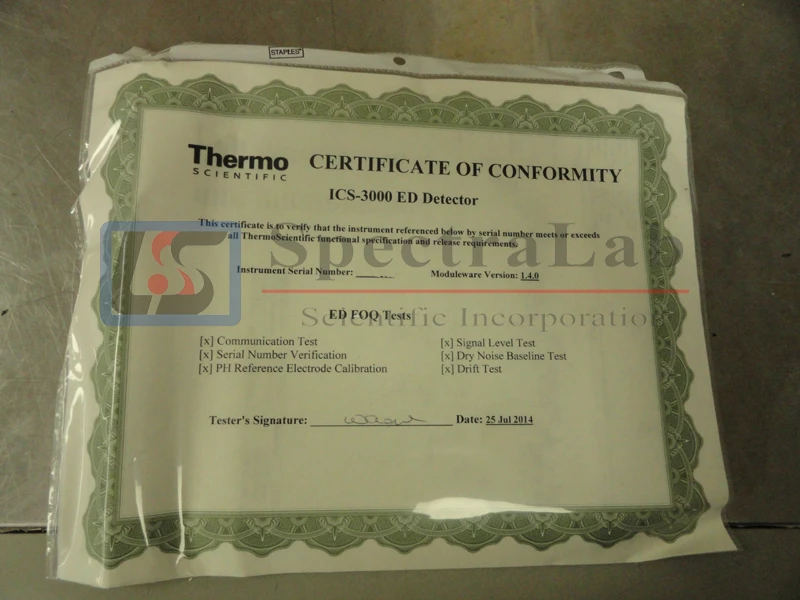 STAPLES
Thermo
SCIENTIFIC
CERTIFICATE OF CONFORMITY
ICS-3000 ED Detector
This certificate is to verify that the instrument referenced below by serial number meets or exceeds
all ThermoScientific functional specification and release requirements.
SpectraLab
Scientific Incorporation
Instrument Serial Number:
Moduleware Version: 1.4.0
ED FOQ Tests
[x] Communication Test
[x] Serial Number Verification
[x] PH Reference Electrode Calibration
[x] Signal Level Test
[x] Dry Noise Baseline Test
[x] Drift Test
Tester's Signature:
Date: 25 Jul 2014